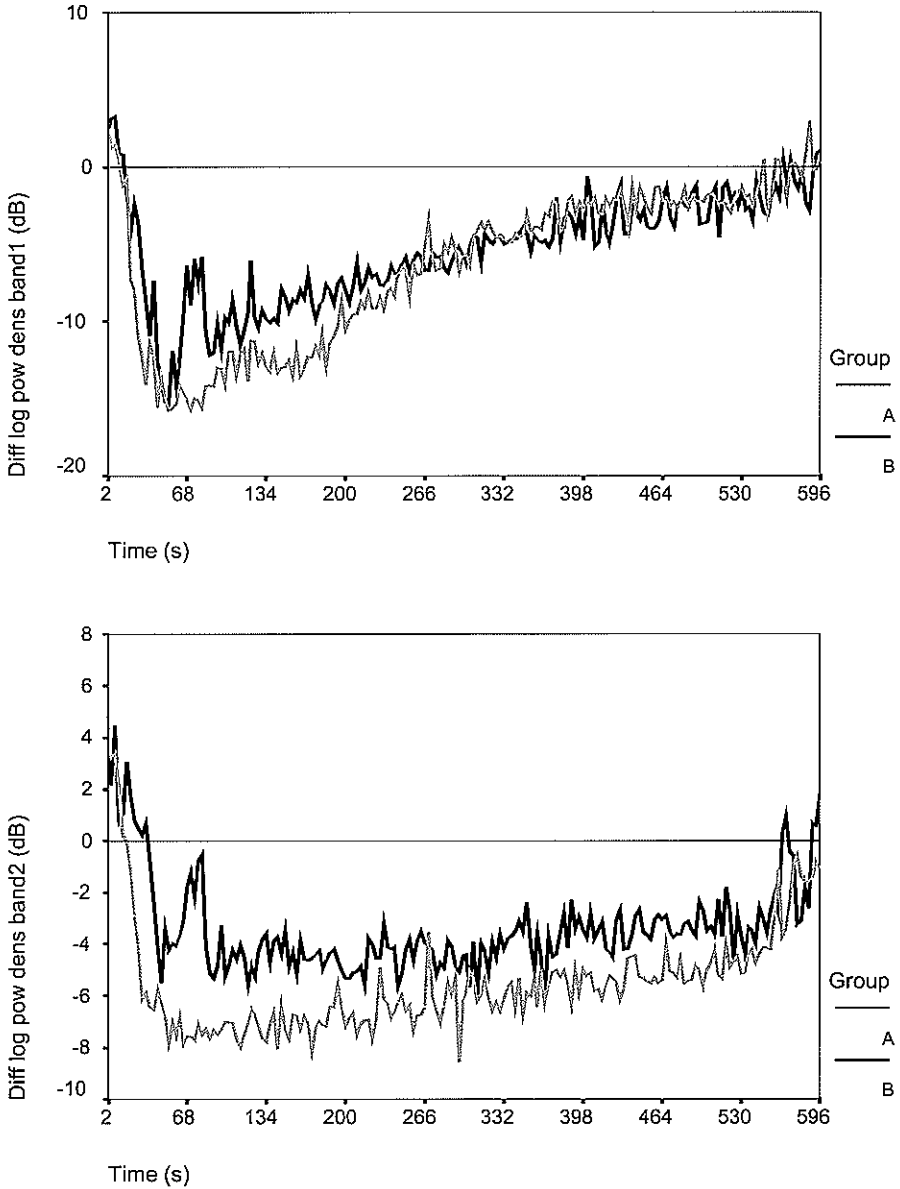 10
0
-10
-20
Diff log pow dens band1 (dB)
2 68 134 200 266 332 398 464 530 596
Time (s)
Group
A
B
8
6
4
2
0
-2
-4
-6
-8
-10
Diff log pow dens band2 (dB)
2 68 134 200 266 332 398 464 530 596
Time (s)
Group
A
B